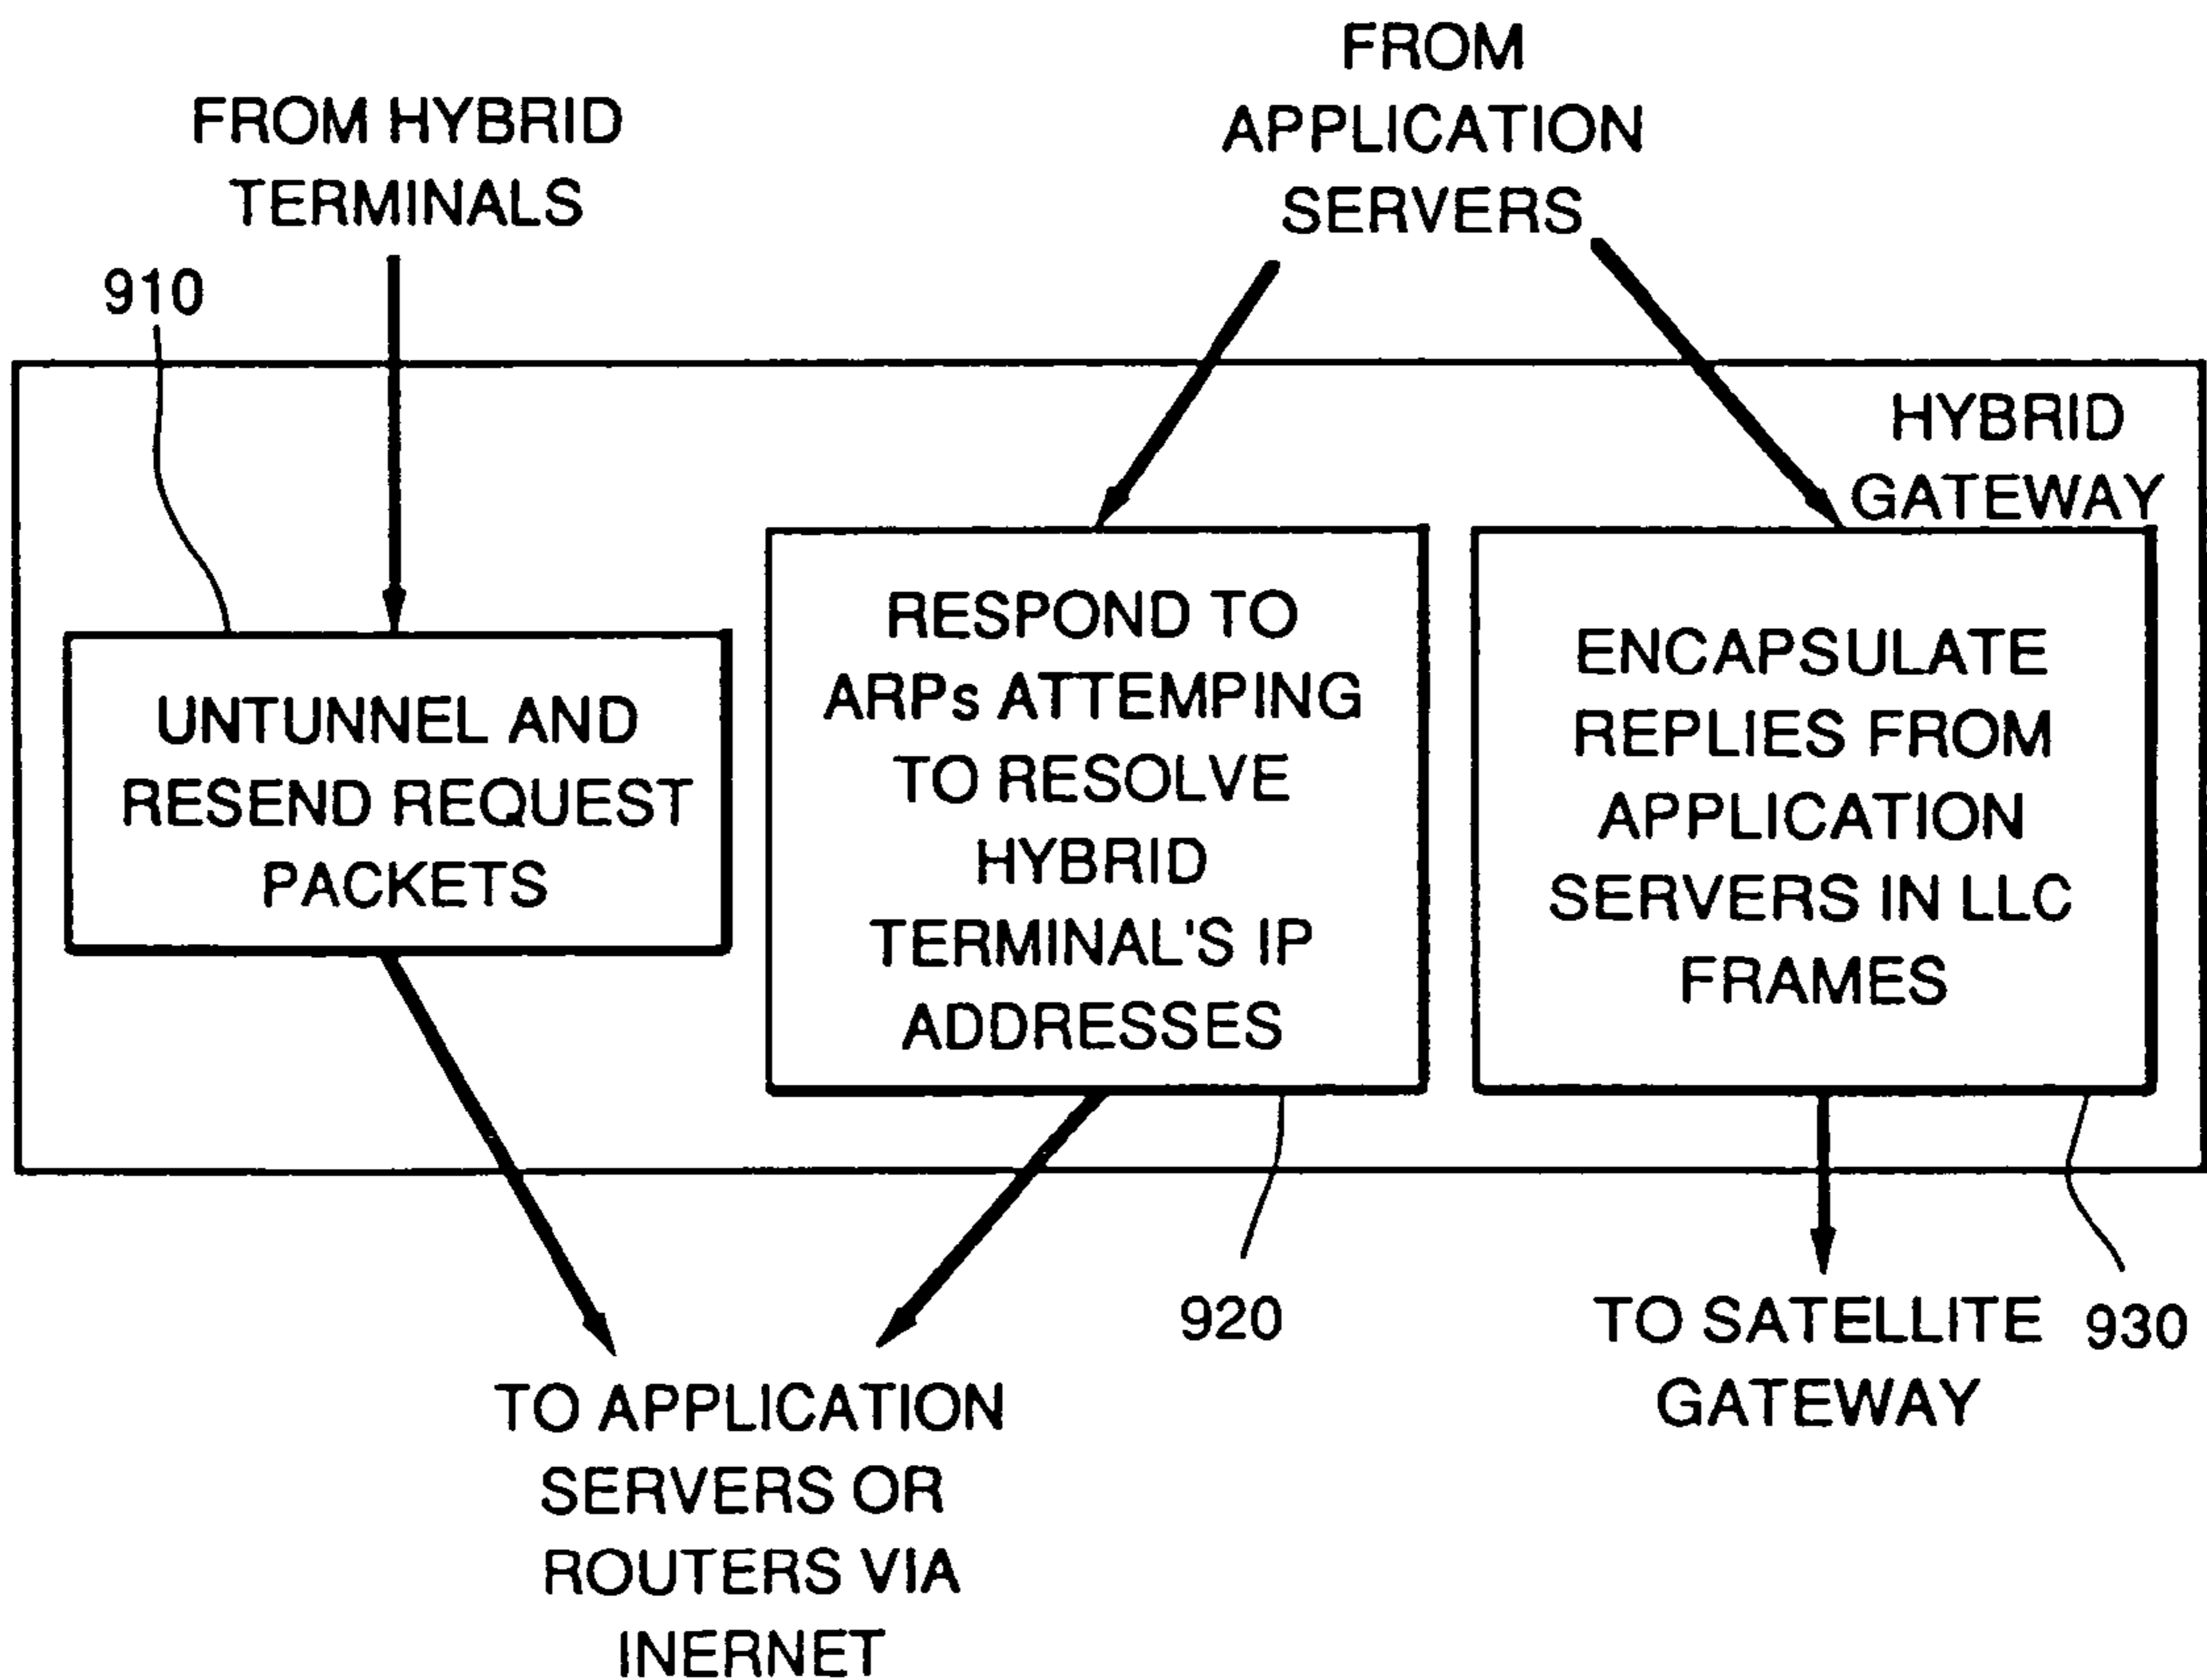 FROM HYBRID
TERMINALS
FROM
APPLICATION
SERVERS
910
HYBRID
GATEWAY
UNTUNNEL AND
RESEND REQUEST
PACKETS
RESPOND TO
ARPs ATTEMPING
TO RESOLVE
HYBRID
TERMINAL'S IP
ADDRESSES
ENCAPSULATE
REPLIES FROM
APPLICATION
SERVERS IN LLC
FRAMES
920
TO SATELLITE
GATEWAY
930
TO APPLICATION
SERVERS OR
ROUTERS VIA
INERNET